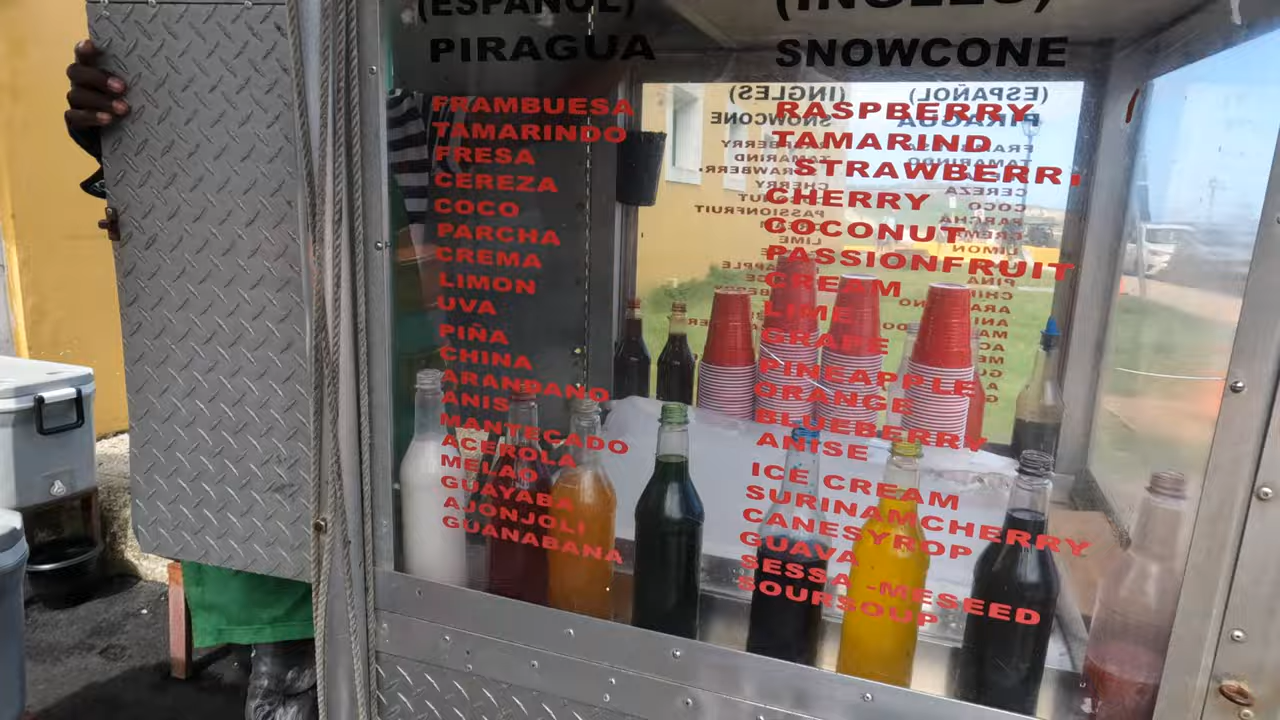 (ESPAÑOL)
PIRAGUA
FRAMBUESA
TAMARINDO
FRESA
CEREZA
COCO
PARCHA
CREMA
LIMON
UVA
PIÑA
CHINA
ARANDANO
ANIS
MANTECADO
ACEROLA
MELAO
GUAYABA
AJONJOLI
GUANABANA
(INGLES)
SNOWCONE
RASPBERRY
TAMARIND
STRAWBERRY
CHERRY
COCONUT
PASSIONFRUIT
CREAM
LIME
GRAPE
PINEAPPLE
ORANGE
BLUEBERRY
ANISE
ICE CREAM
SURINAMCHERRY
CANESYROP
GUAVA
SESSA -MESEED
SOURSOUP